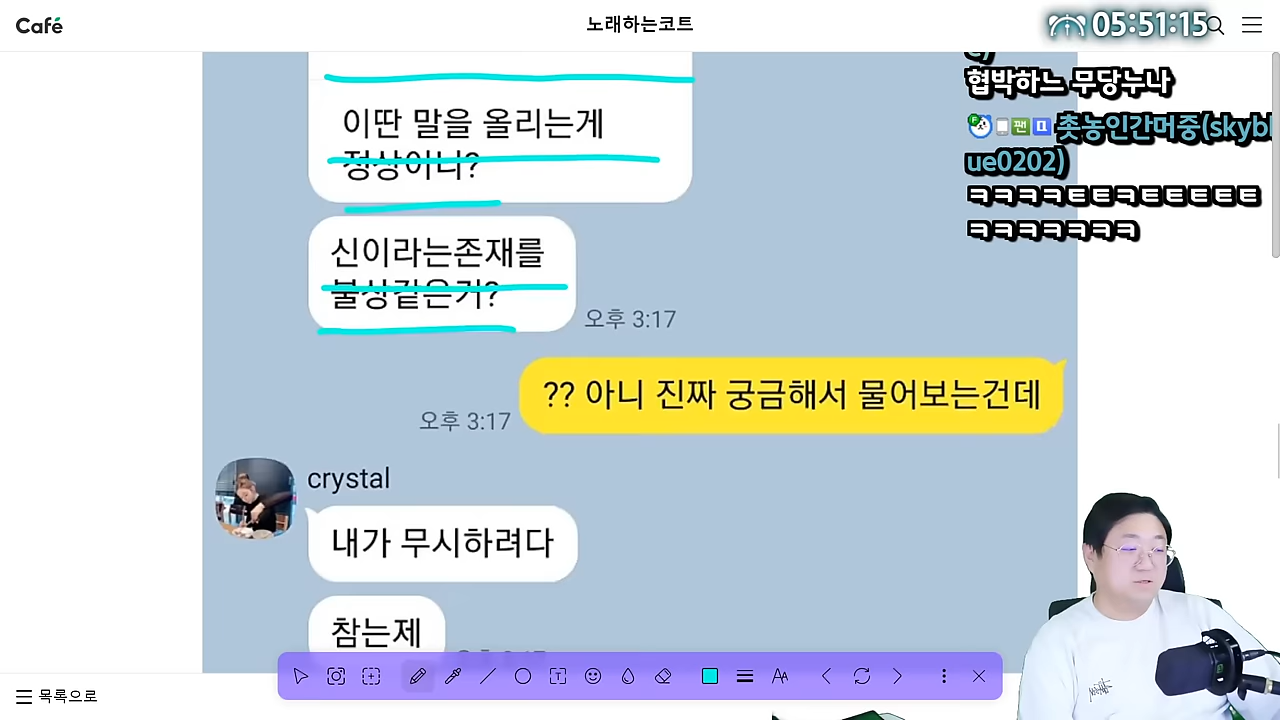 Café
노래하는코트
05:51:15
협박하느 무당누나
이딴 말을 올리는게
정상이니?
촛농인간머중(skybl
ue0202)
ㅋㅋㅋㅋㅌㅌㅋㅌㅌㅌㅌㅌ
ㅋㅋㅋㅋㅋㅋㅋ
신이라는존재를
불상같은거?
오후 3:17
?? 아니 진짜 궁금해서 물어보는건데
오후 3:17
crystal
내가 무시하려다
참는제
목록으로